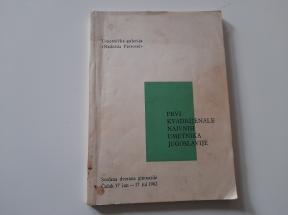 Umetnička galerija
»Nadežda Petrović«
PRVI
KVADRIJENALE
NAIVNIH
UMETNIKA
JUGOSLAVIJE
Svečana dvorana gimnazije
Čačak 17 jun — 17 jul 1962